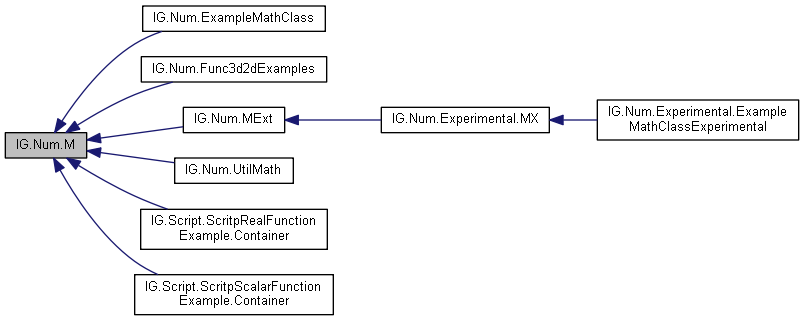 IG.Num.ExampleMathClass
IG.Num.Func3d2dExamples
IG.Num.MExt
IG.Num.Experimental.MX
IG.Num.Experimental.Example
MathClassExperimental
IG.Num.M
IG.Num.UtilMath
IG.Script.ScritpRealFunction
Example.Container
IG.Script.ScritpScalarFunction
Example.Container